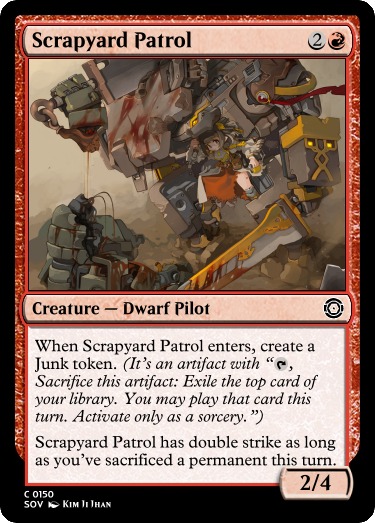 Scrapyard Patrol 2
Creature — Dwarf Pilot
When Scrapyard Patrol enters, create a
Junk token. (It's an artifact with “,
Sacrifice this artifact: Exile the top card of
your library. You may play that card this
turn. Activate only as a sorcery.”)
Scrapyard Patrol has double strike as long
as you've sacrificed a permanent this turn.
2/4
C 0150
SOV Kim Ji Jhan